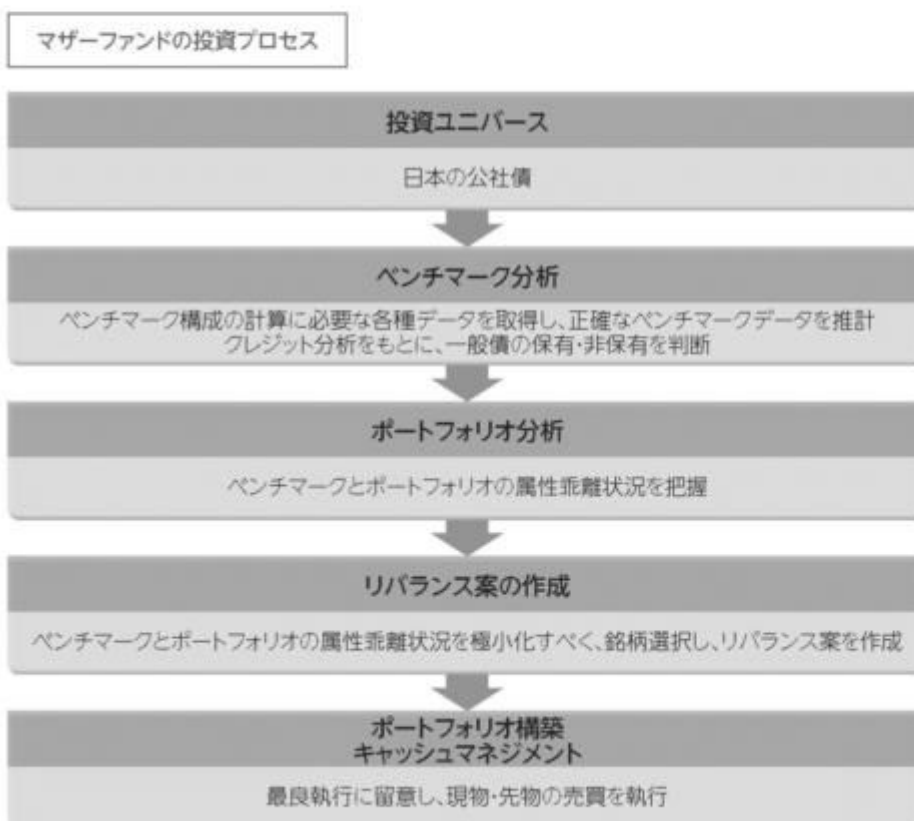 マザーファンドの投資プロセス
投資ユニバース
日本の公社債
ベンチマーク分析
ベンチマーク構成の計算に必要な各種データを取得し、正確なベンチマークデータを推計
クレジット分析をもとに、一般債の保有・非保有を判断
ポートフォリオ分析
ベンチマークとポートフォリオの属性乖離状況を把握
リバランス案の作成
ベンチマークとポートフォリオの属性乖離状況を極小化すべく、銘柄選択し、リバランス案を作成
ポートフォリオ構築
キャッシュマネジメント
最良執行に留意し、現物・先物の売買を執行